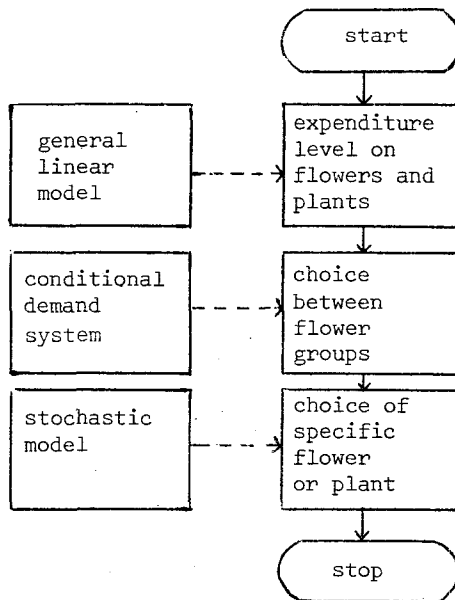 start
general
linear
model
expenditure
level on
flowers and
plants
conditional
demand
system
choice
between
flower
groups
stochastic
model
choice of
specific
flower
or plant
stop